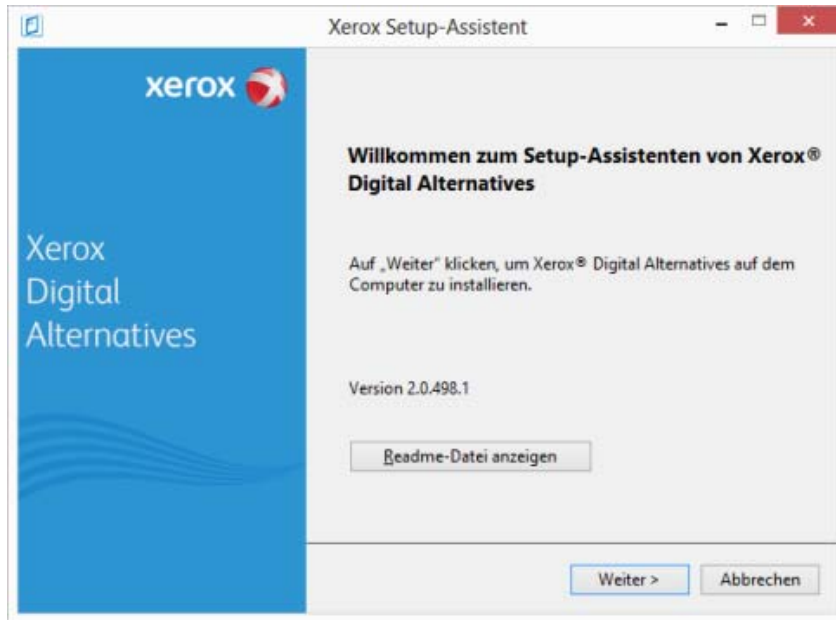 Xerox Setup-Assistent
xerox
Xerox
Digital
Alternatives
Willkommen zum Setup-Assistenten von Xerox®
Digital Alternatives
Auf „Weiter“ klicken, um Xerox® Digital Alternatives auf dem
Computer zu installieren.
Version 2.0.498.1
Readme-Datei anzeigen
Weiter >
Abbrechen